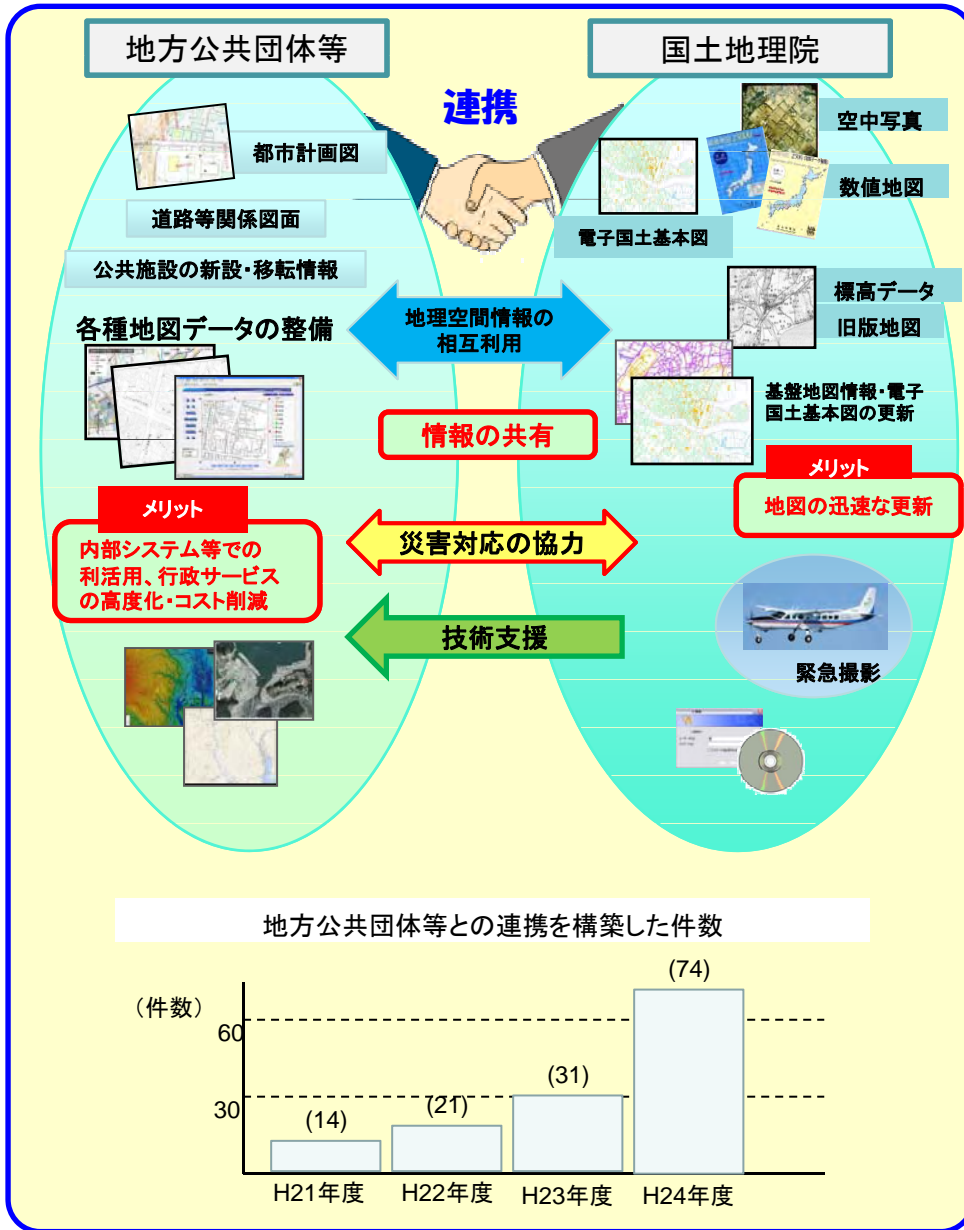 地方公共団体等
国土地理院
連携
都市計画図
道路等関係図面
公共施設の新設・移転情報
各種地図データの整備
空中写真
数値地図
電子国土基本図
標高データ
旧版地図
地理空間情報の
相互利用
基盤地図情報・電子
国土基本図の更新
情報の共有
メリット
地図の迅速な更新
メリット
内部システム等での
利活用、行政サービス
の高度化・コスト削減
災害対応の協力
技術支援
緊急撮影
地方公共団体等との連携を構築した件数
(件数)
60
30
(14)
(21)
(31)
(74)
H21年度
H22年度
H23年度
H24年度